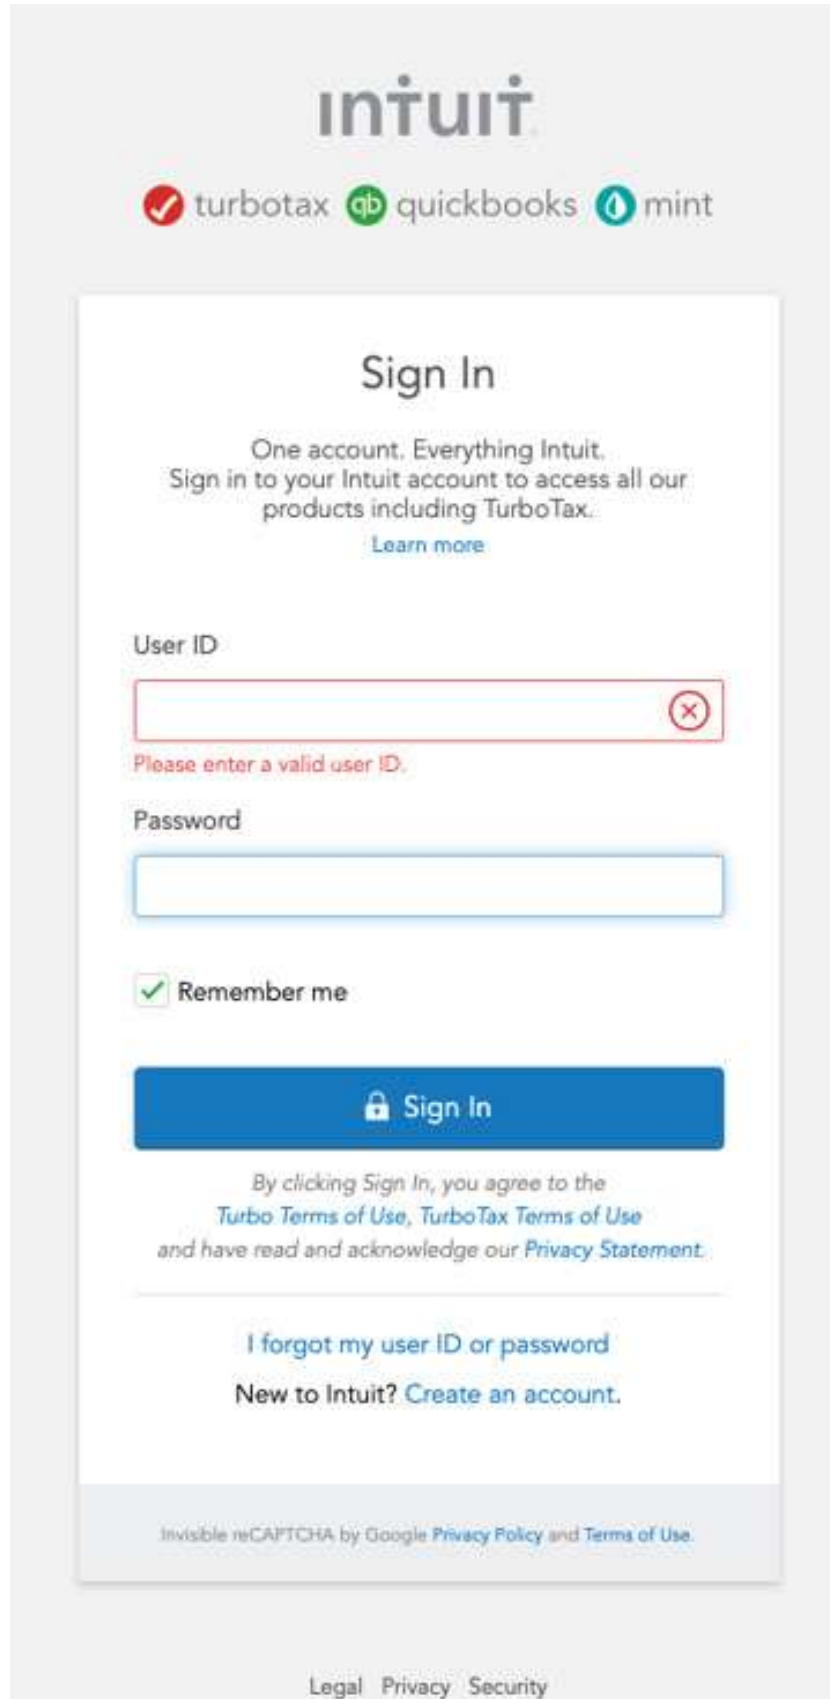 intuit
turbotax qb quickbooks mint
Sign In
One account. Everything Intuit.
Sign in to your Intuit account to access all our
products including TurboTax.
Learn more
User ID
Please enter a valid user ID.
Password
Remember me
Sign In
By clicking Sign In, you agree to the
Turbo Terms of Use, TurboTax Terms of Use
and have read and acknowledge our Privacy Statement.
I forgot my user ID or password
New to Intuit? Create an account.
Invisible reCAPTCHA by Google Privacy Policy and Terms of Use.
Legal Privacy Security